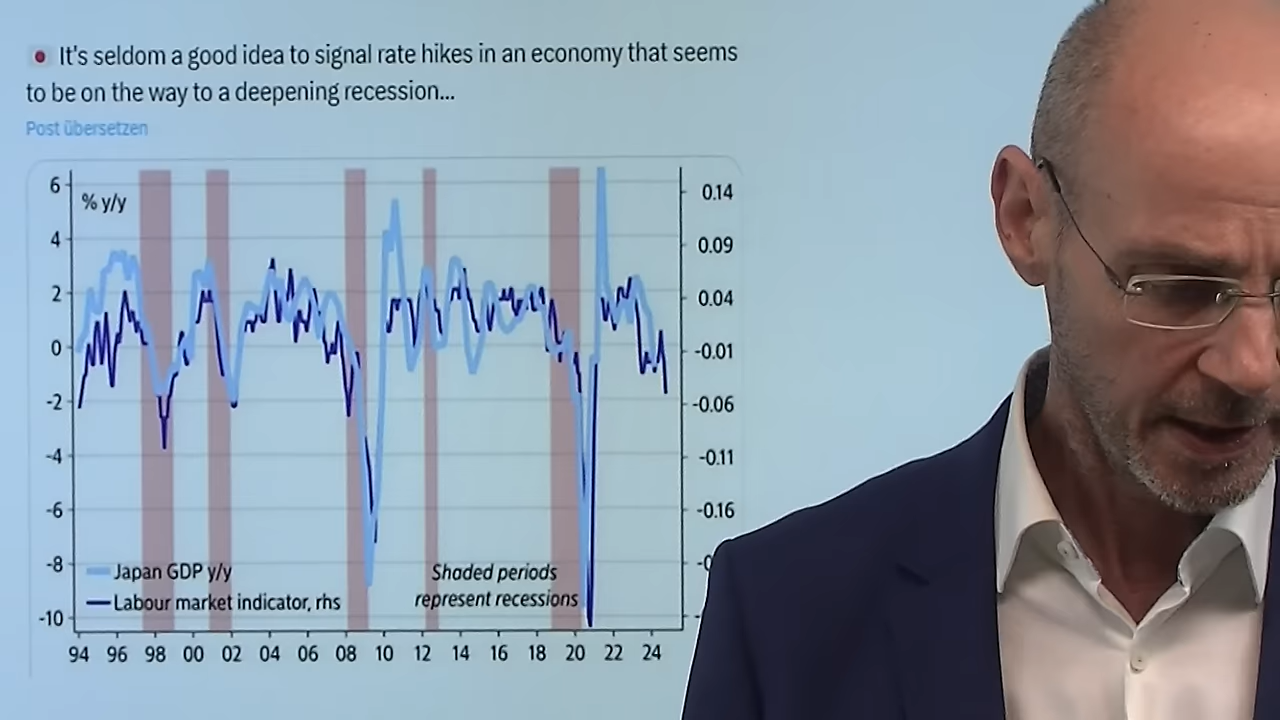 It's seldom a good idea to signal rate hikes in an economy that seems
to be on the way to a deepening recession...
Post übersetzen
% y/y
6
4
2
0
-2
-4
-6
-8
-10
0.14
0.09
0.04
-0.01
-0.06
-0.11
-0.16
Japan GDP y/y
Labour market indicator, rhs
Shaded periods
represent recessions
94 96 98 00 02 04 06 08 10 12 14 16 18 20 22 24